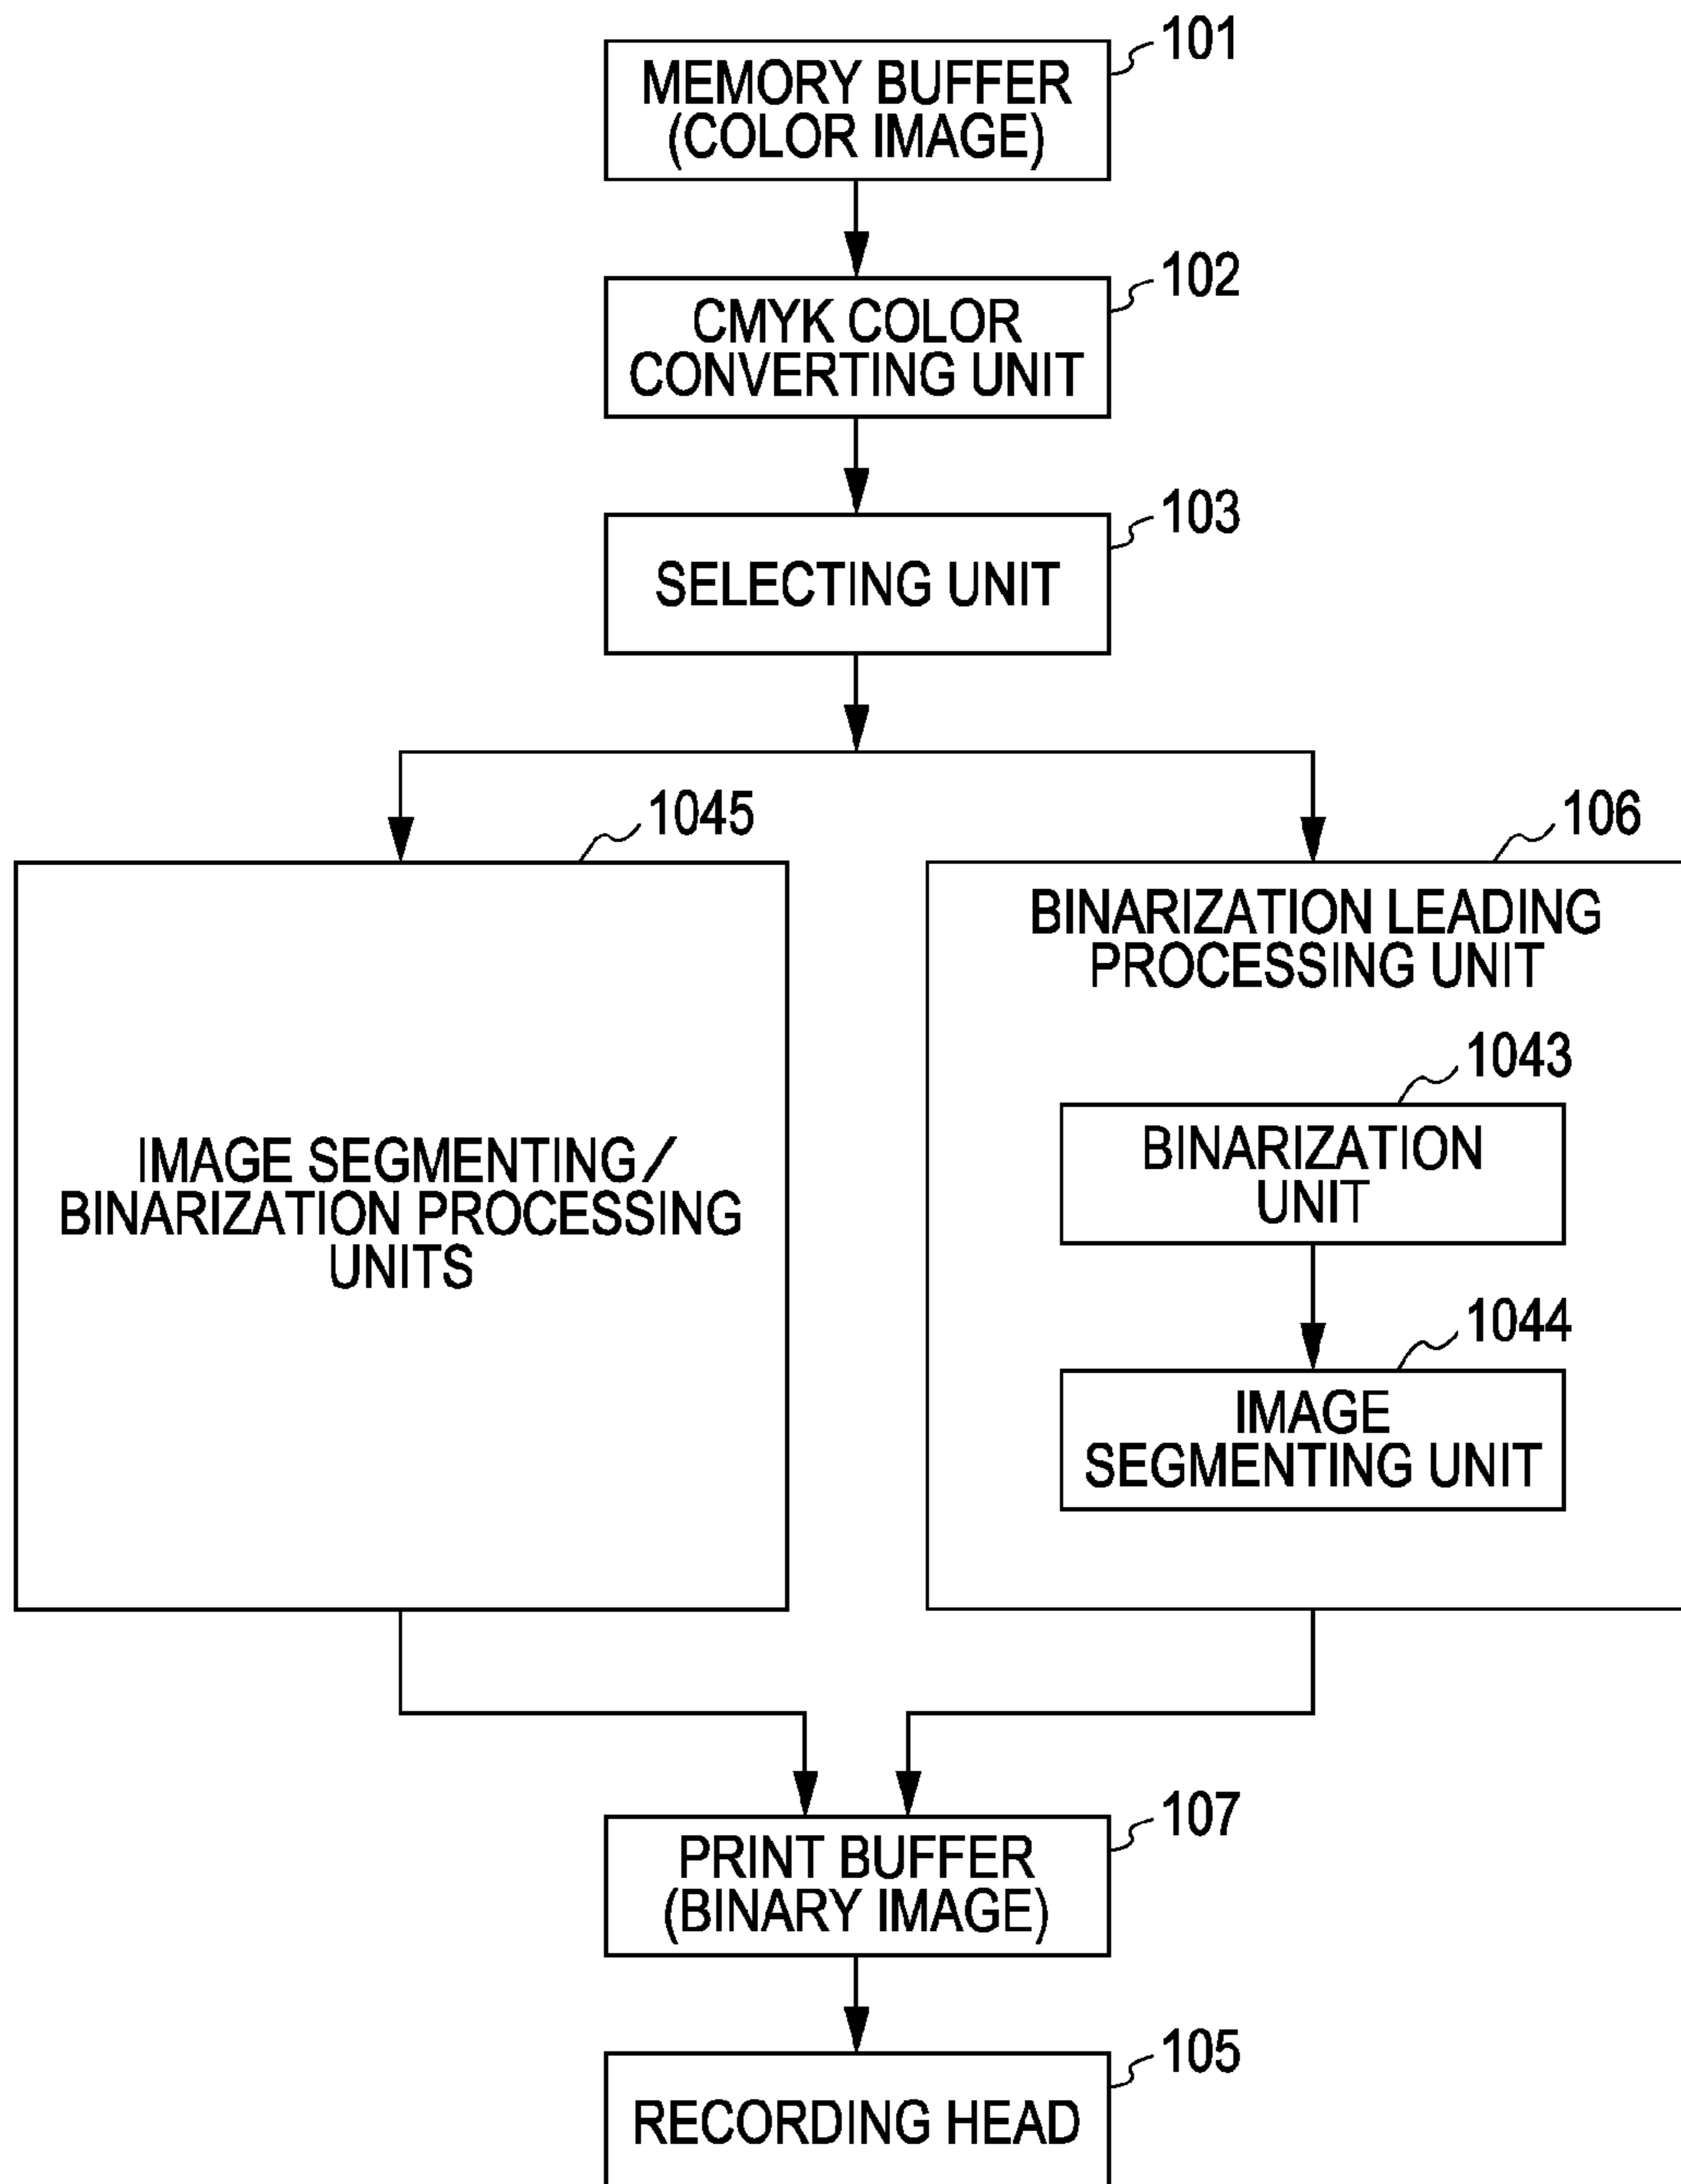 101
MEMORY BUFFER
(COLOR IMAGE)
102
CMYK COLOR
CONVERTING UNIT
103
SELECTING UNIT
1045
IMAGE SEGMENTING/
BINARIZATION PROCESSING
UNITS
106
BINARIZATION LEADING
PROCESSING UNIT
1043
BINARIZATION
UNIT
1044
IMAGE
SEGMENTING UNIT
107
PRINT BUFFER
(BINARY IMAGE)
105
RECORDING HEAD